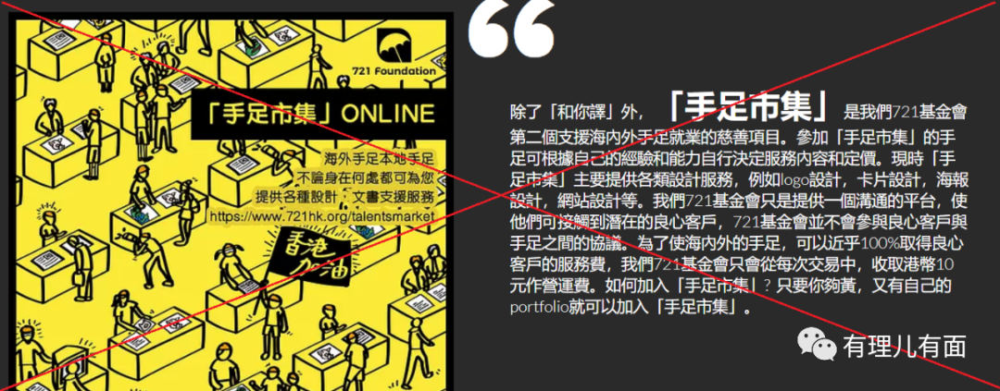 721 Foundation
「手足市集」ONLINE
海外手足本地手足
不論身在何處都可為您
提供各種設計，文書支援服務
https://www.721hk.org/talentsmarket
香港
加油
除了「和你譯」外，「手足市集」是我們721基金會
第二個支援海內外手足就業的慈善項目。參加「手足市集」的手
足可根據自己的經驗和能力自行決定服務內容和定價。現時「手
足市集」主要提供各類設計服務，例如logo設計，卡片設計，海報
設計，網站設計等。我們721基金會只是提供一個溝通的平台，使
他們可接觸到潛在的良心客戶，721基金會並不會參與良心客戶與
手足之間的協議。為了使海內外的手足，可以近乎100%取得良心
客戶的服務費，我們721基金會只會從每次交易中，收取港幣10
元作營運費。如何加入「手足市集」？只要你夠黃，又有自己的
portfolio就可以加入「手足市集」。
有理儿有面